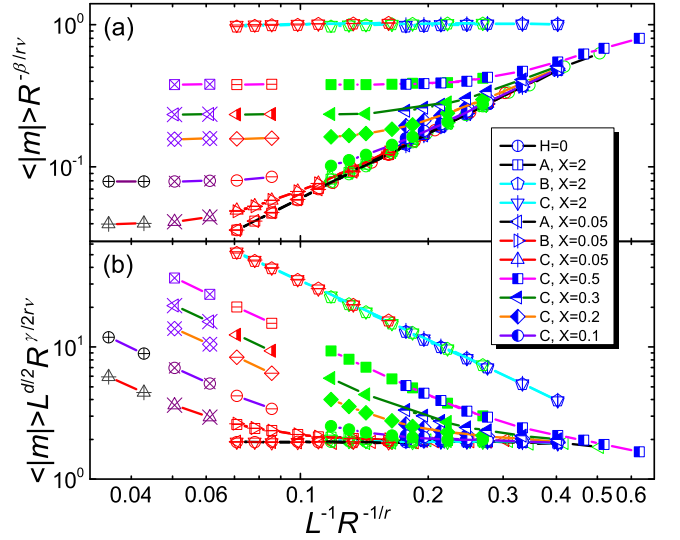 (a)
<|m|>R^{-β/rν}
10^0
10^{-1}
H=0
A, X=2
B, X=2
C, X=2
A, X=0.05
B, X=0.05
C, X=0.05
C, X=0.5
C, X=0.3
C, X=0.2
C, X=0.1
(b)
<|m|>L^{d/2}R^{γ/2rν}
10^1
10^0
0.04 0.06 0.1 0.2 0.3 0.4 0.6
L^{-1}R^{-1/r}